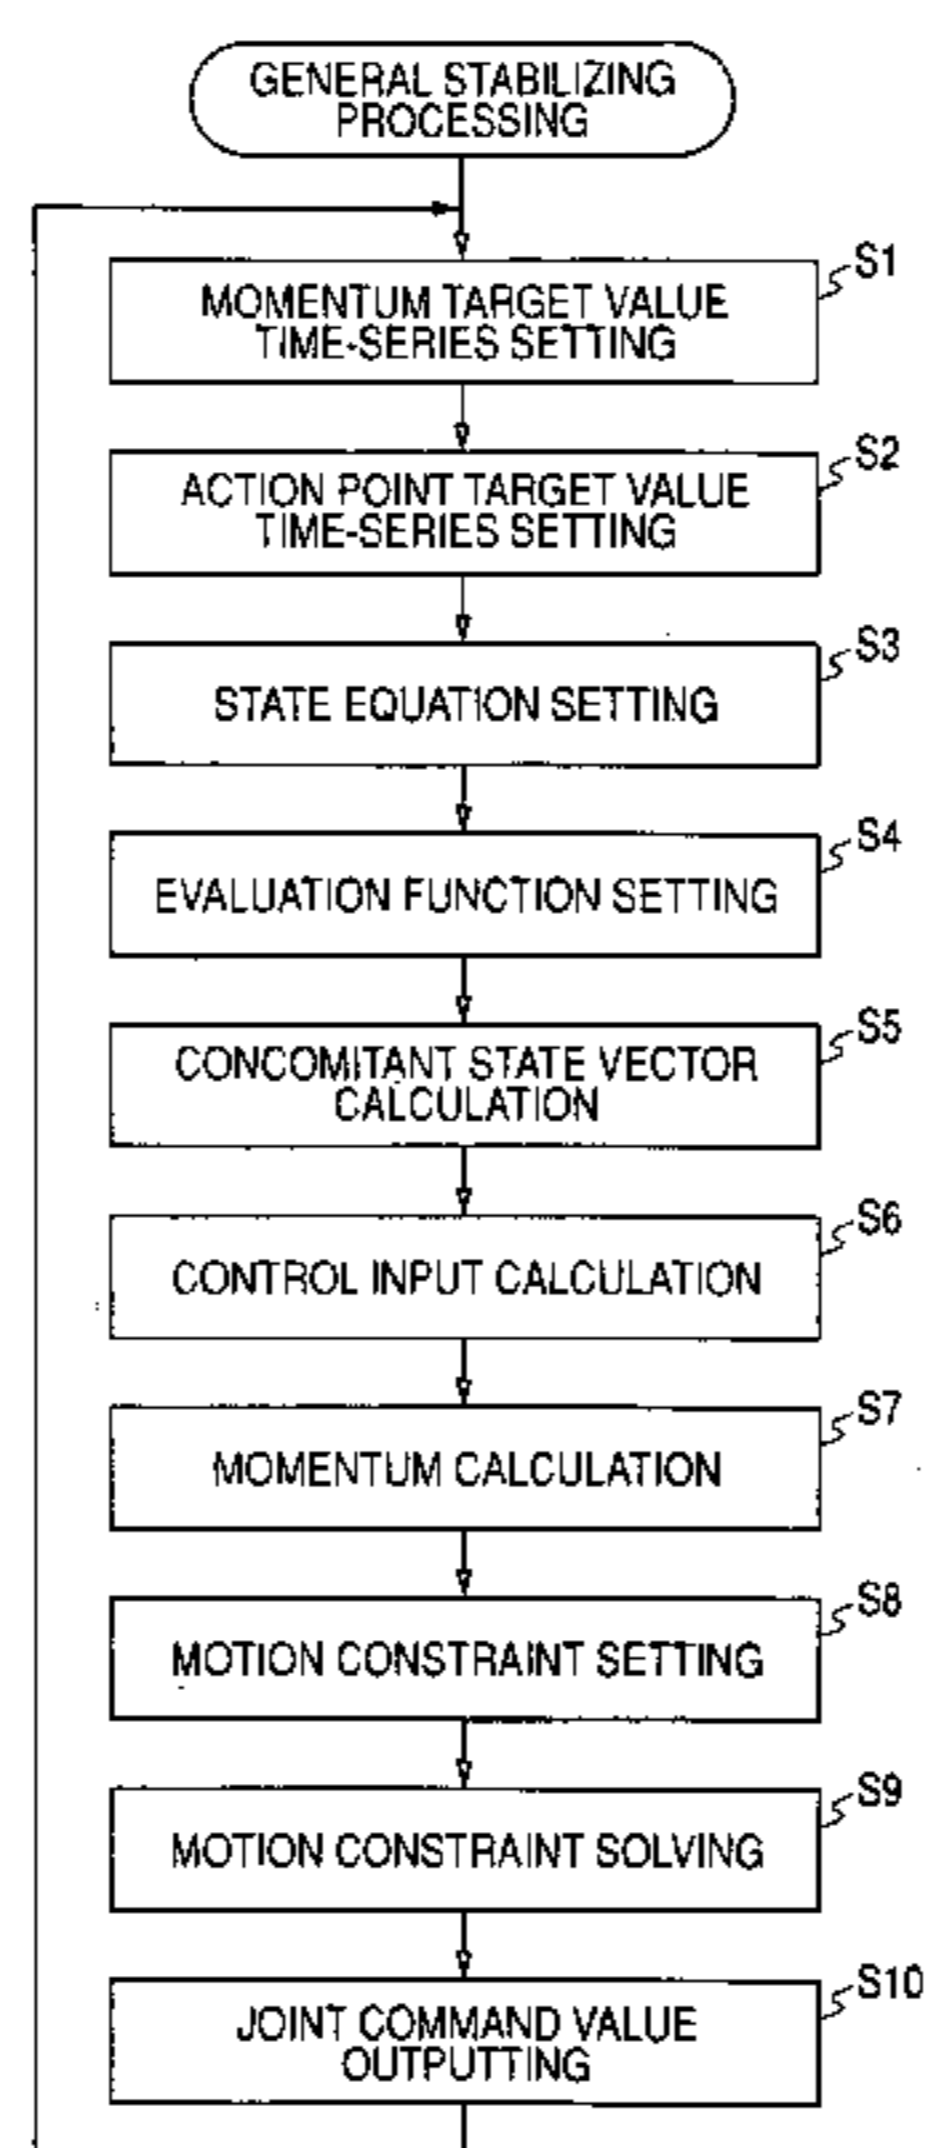 GENERAL STABILIZING
PROCESSING
S1
MOMENTUM TARGET VALUE
TIME-SERIES SETTING
S2
ACTION POINT TARGET VALUE
TIME-SERIES SETTING
S3
STATE EQUATION SETTING
S4
EVALUATION FUNCTION SETTING
S5
CONCOMITANT STATE VECTOR
CALCULATION
S6
CONTROL INPUT CALCULATION
S7
MOMENTUM CALCULATION
S8
MOTION CONSTRAINT SETTING
S9
MOTION CONSTRAINT SOLVING
S10
JOINT COMMAND VALUE
OUTPUTTING